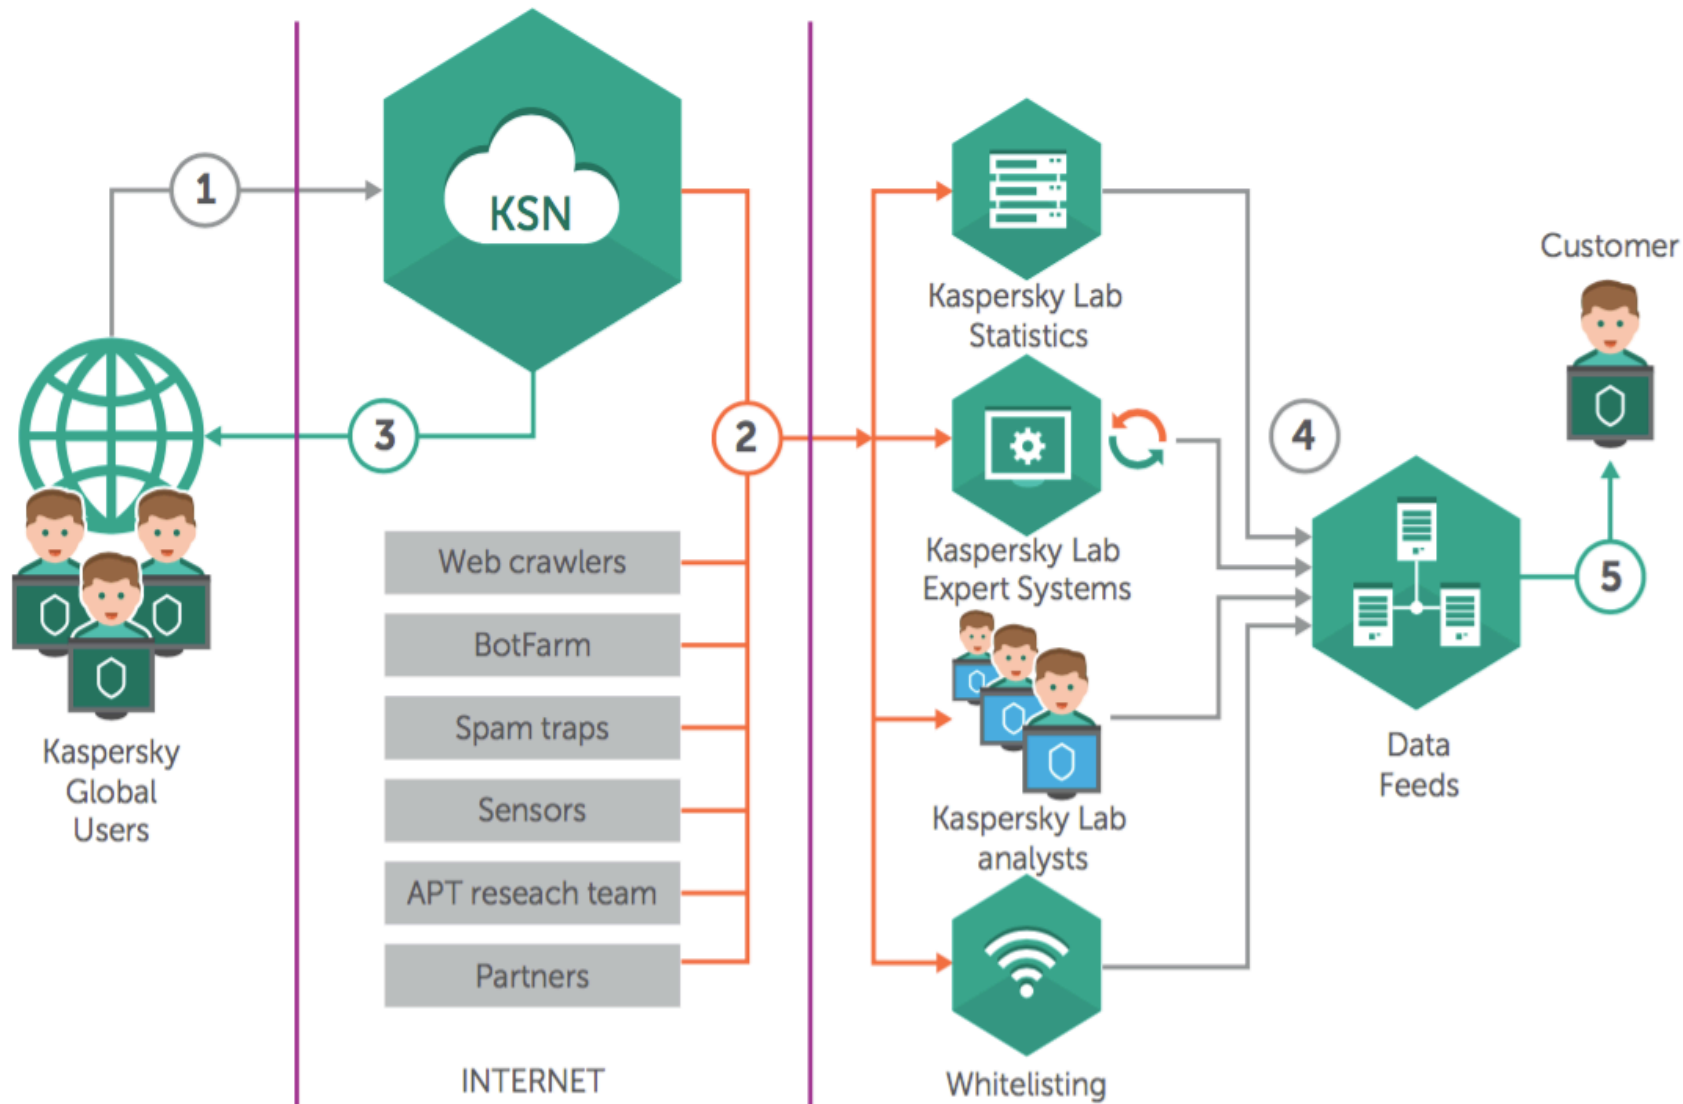 1
KSN
3
2
Kaspersky
Global
Users
Web crawlers
BotFarm
Spam traps
Sensors
APT reseach team
Partners
INTERNET
Kaspersky Lab
Statistics
Kaspersky Lab
Expert Systems
Kaspersky Lab
analysts
Whitelisting
4
Data
Feeds
5
Customer